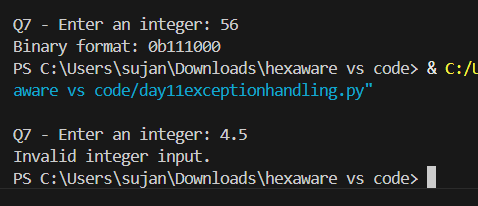 Q7 - Enter an integer: 56
Binary format: 0b111000
PS C:\Users\sujan\Downloads\hexaware vs code> & C:/U
aware vs code/day11exceptionhandling.py"
Q7 - Enter an integer: 4.5
Invalid integer input.
PS C:\Users\sujan\Downloads\hexaware vs code>